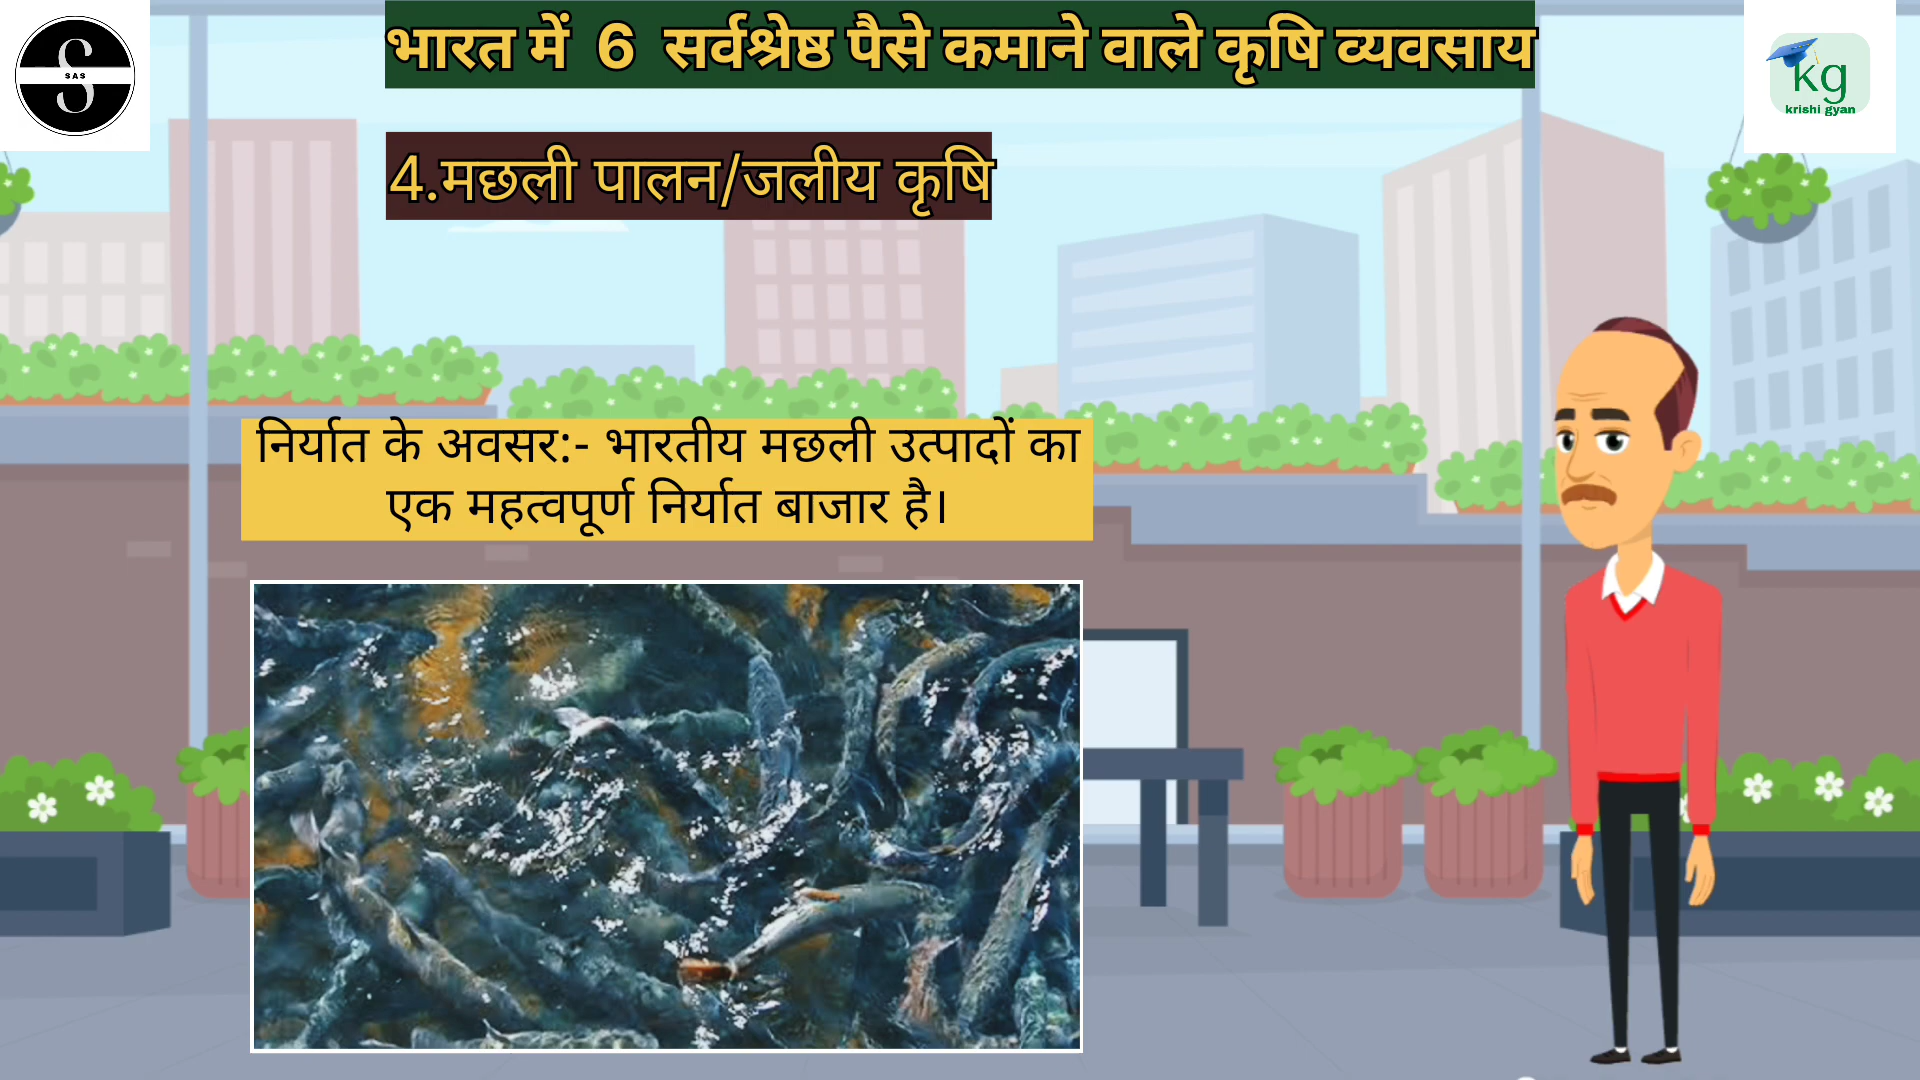 SAS
भारत में 6 सर्वश्रेष्ठ पैसे कमाने वाले कृषि व्यवसाय
kg
krishi gyan
4.मछली पालन/जलीय कृषि
निर्यात के अवसर:- भारतीय मछली उत्पादों का
एक महत्वपूर्ण निर्यात बाजार है।